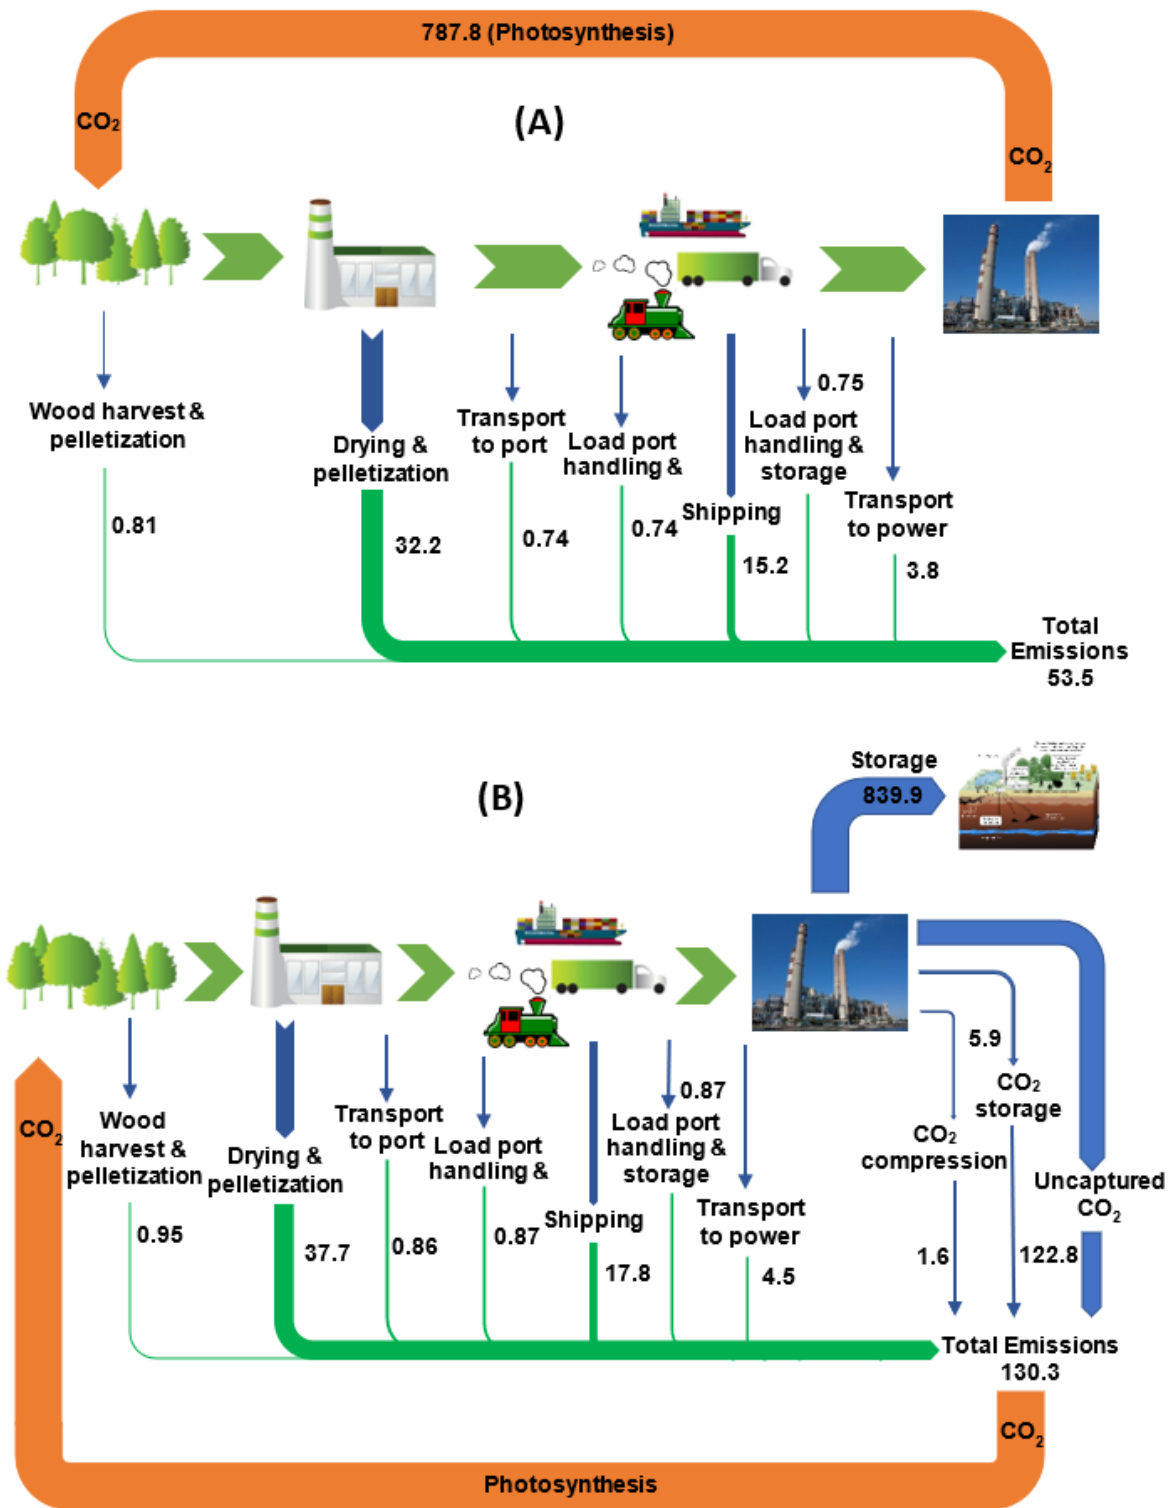 787.8 (Photosynthesis)
CO₂
(A)
CO₂
0.75
Wood harvest &
pelletization
Drying &
pelletization
Transport
to port
Load port
handling &
Shipping
Load port
handling &
storage
Transport
to power
0.81
32.2
0.74
0.74
15.2
3.8
Total
Emissions
53.5
Storage
839.9
(B)
5.9
CO₂
storage
CO₂
compression
Uncaptured
CO₂
CO₂
Wood
harvest &
pelletization
Drying &
pelletization
Transport
to port
Load port
handling &
Shipping
0.87
Load port
handling &
storage
Transport
to power
0.95
37.7
0.86
0.87
17.8
4.5
1.6
122.8
Total Emissions
130.3
CO₂
Photosynthesis